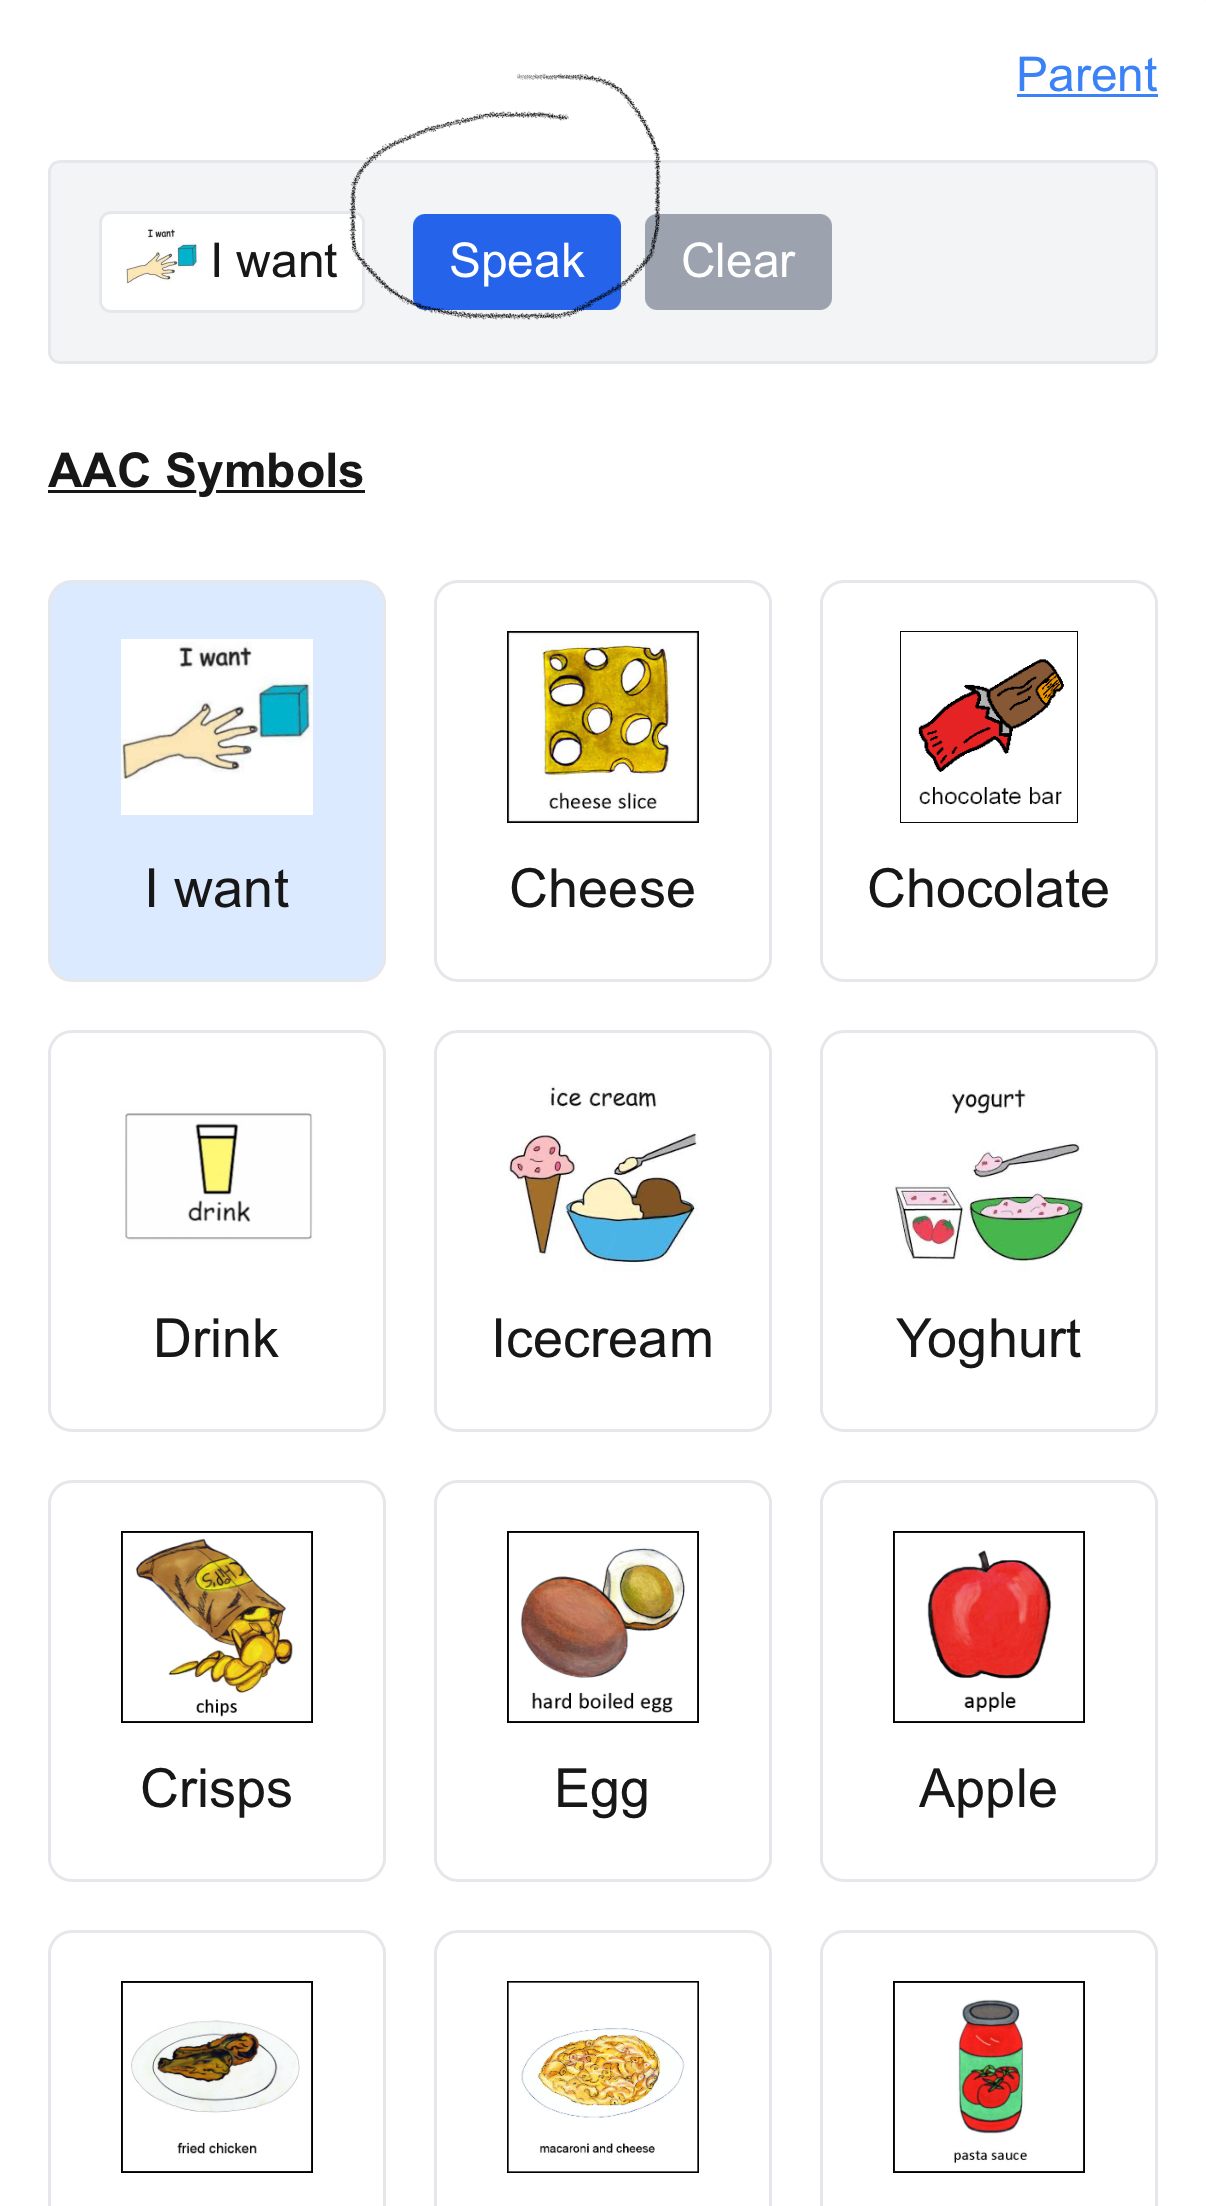 Parent
I want
I want
Speak
Clear
AAC Symbols
I want
cheese slice
chocolate bar
I want
Cheese
Chocolate
ice cream
yogurt
drink
Drink
Icecream
Yoghurt
chips
hard boiled egg
apple
Crisps
Egg
Apple
fried chicken
macaroni and cheese
pasta sauce